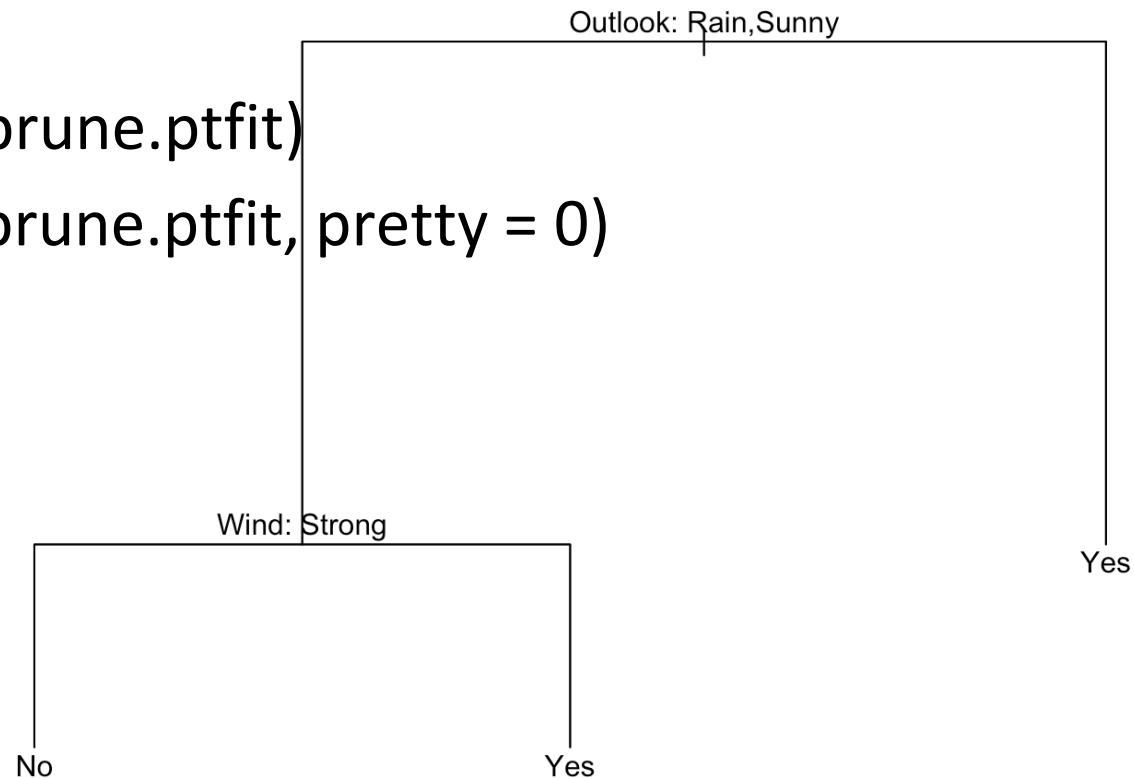 Outlook: Rain,Sunny
prune.ptfit)
prune.ptfit, pretty = 0)
Wind: Strong
Yes
No
Yes